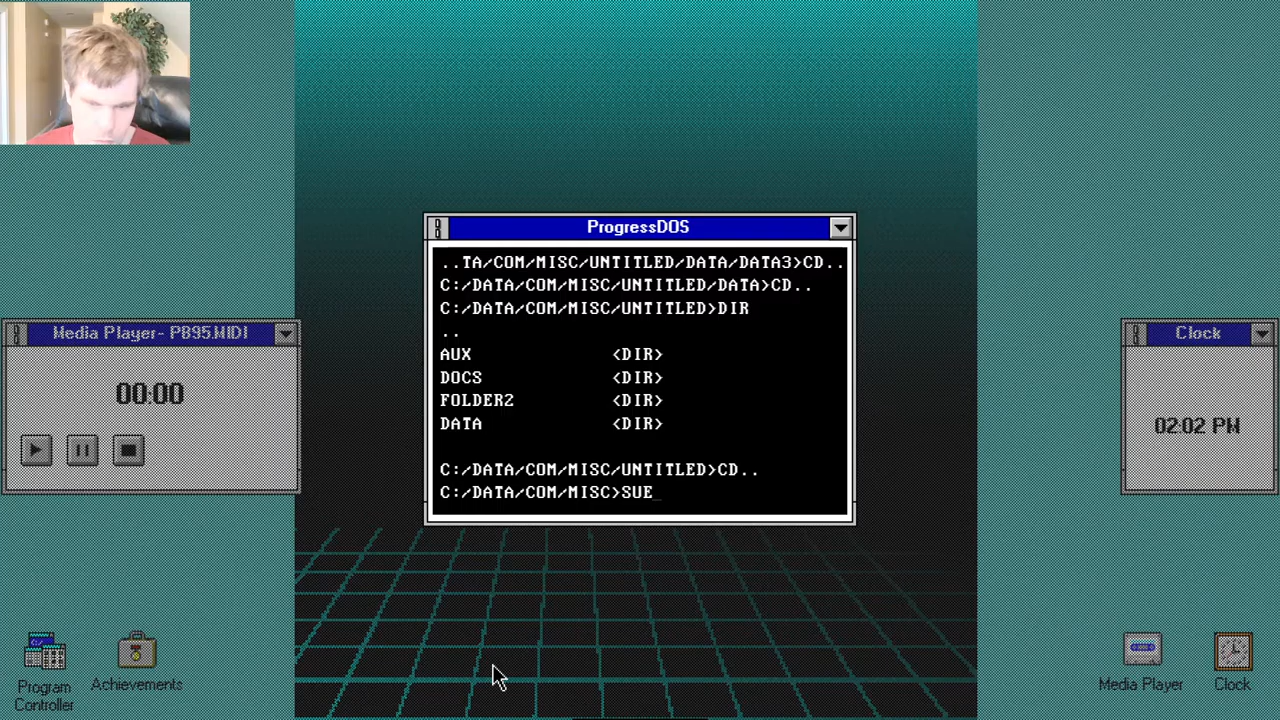 ProgressDOS
..TA/COM/MISC/UNTITLED/DATA/DATA3>CD..
C:/DATA/COM/MISC/UNTITLED/DATA>CD..
C:/DATA/COM/MISC/UNTITLED>DIR
..
AUX <DIR>
DOCS <DIR>
FOLDER2 <DIR>
DATA <DIR>
C:/DATA/COM/MISC/UNTITLED>CD..
C:/DATA/COM/MISC>SUE_
Media Player- PB95.MIDI
00:00
Clock
02:02 PM
Program
Controller
Achievements
Media Player
Clock